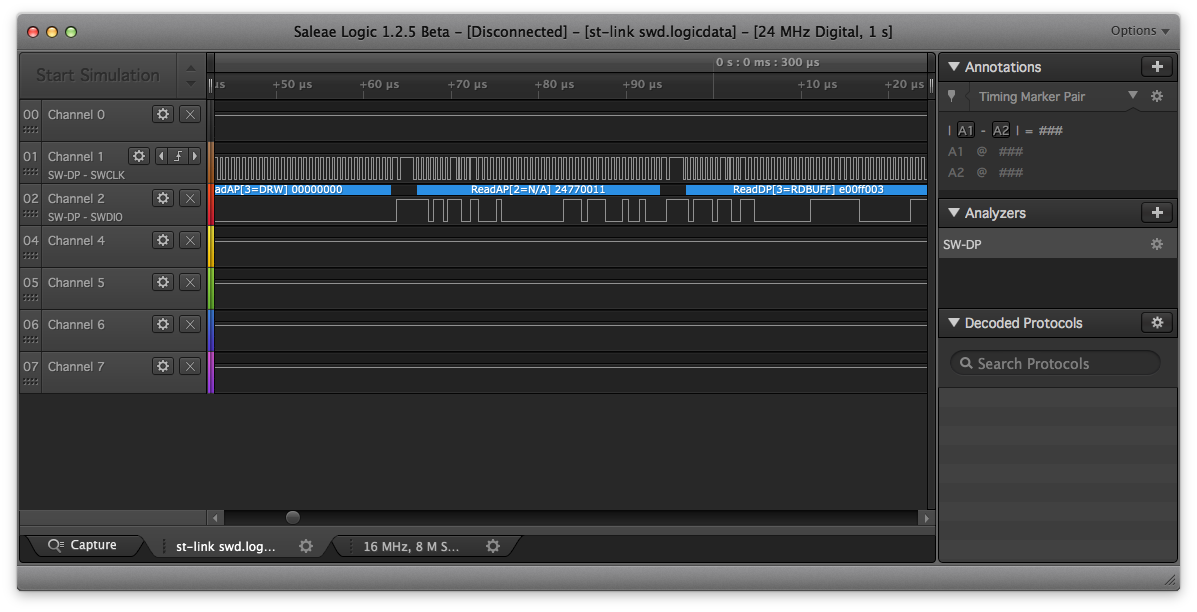 Saleae Logic 1.2.5 Beta – [Disconnected] – [st-link swd.logicdata] – [24 MHz Digital, 1 s]
Options
Start Simulation
0 s : 0 ms : 300 µs
µs +50 µs +60 µs +70 µs +80 µs +90 µs +10 µs +20 µs
00 Channel 0
01 Channel 1
SW-DP - SWCLK
02 Channel 2
SW-DP - SWDIO
adAP[3=DRW] 00000000 ReadAP[2=N/A] 24770011 ReadDP[3=RDBUFF] e00ff003
04 Channel 4
05 Channel 5
06 Channel 6
07 Channel 7
Annotations
Timing Marker Pair
| A1 - A2 | = ###
A1 @ ###
A2 @ ###
Analyzers
SW-DP
Decoded Protocols
Search Protocols
Capture
st-link swd.log...
16 MHz, 8 M S...